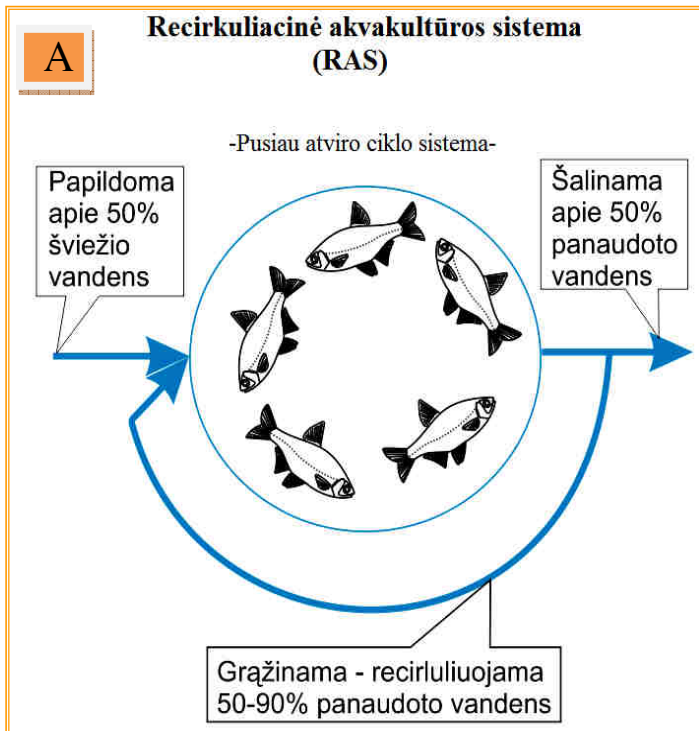 A
Recirkuliacinė akvakultūros sistema
(RAS)
-Pusiau atviro ciklo sistema-
Papildoma
apie 50%
šviežio
vandens
Šalinama
apie 50%
panaudoto
vandens
Grąžinama - recirluliuojama
50-90% panaudoto vandens